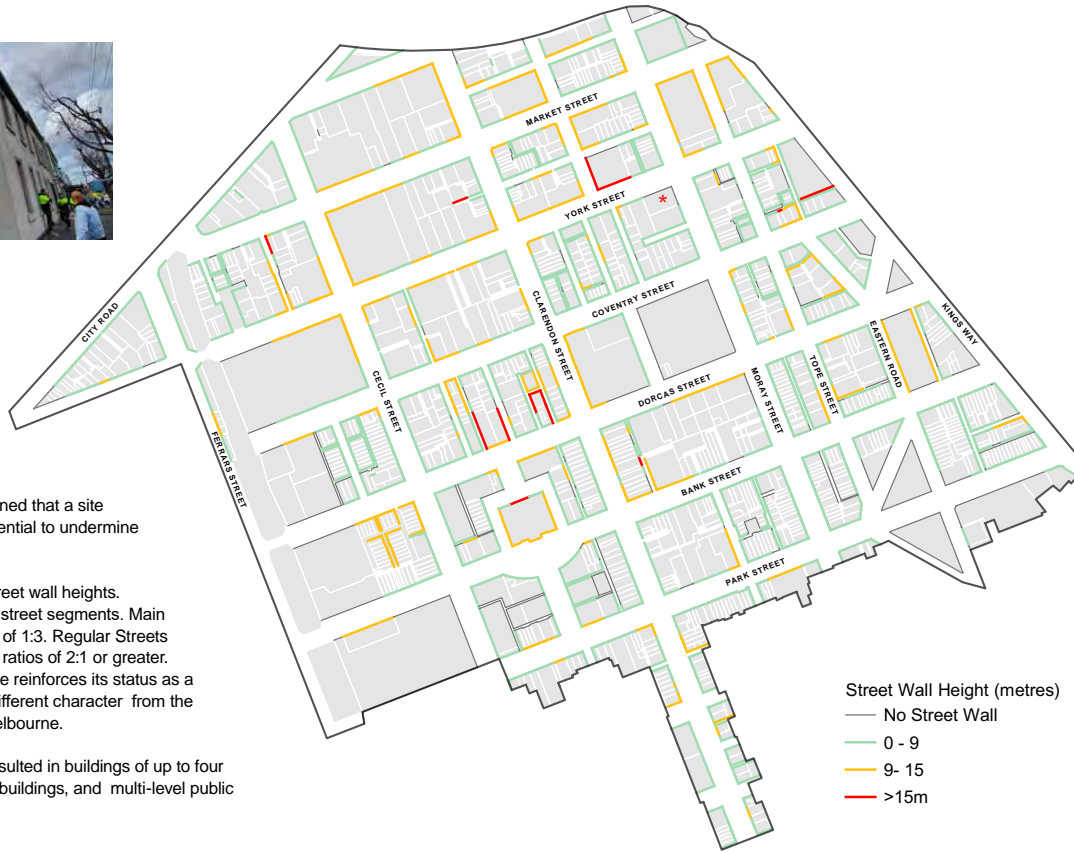 MARKET STREET
YORK STREET
*
CITY ROAD
CLARENDON STREET
COVENTRY STREET
KINGS WAY
EASTERN ROAD
TOPE STREET
MORAY STREET
CECIL STREET
DORCAS STREET
FERRARS STREET
BANK STREET
PARK STREET
ned that a site
ential to undermine
reet wall heights.
street segments. Main
of 1:3. Regular Streets
ratios of 2:1 or greater.
e reinforces its status as a
ifferent character from the
elbourne.
sulted in buildings of up to four
buildings, and multi-level public
Street Wall Height (metres)
No Street Wall
0 - 9
9- 15
>15m